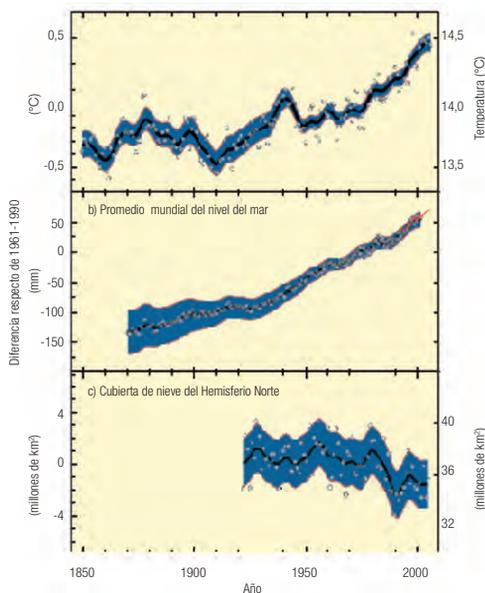 0,5
0,0
-0,5
(°C)
14,5
14,0
13,5
Temperatura (°C)
b) Promedio mundial del nivel del mar
50
0
-50
-100
-150
(mm)
Diferencia respecto de 1961-1990
c) Cubierta de nieve del Hemisferio Norte
4
0
-4
(millones de km²)
40
36
32
(millones de km²)
1850 1900 1950 2000
Año